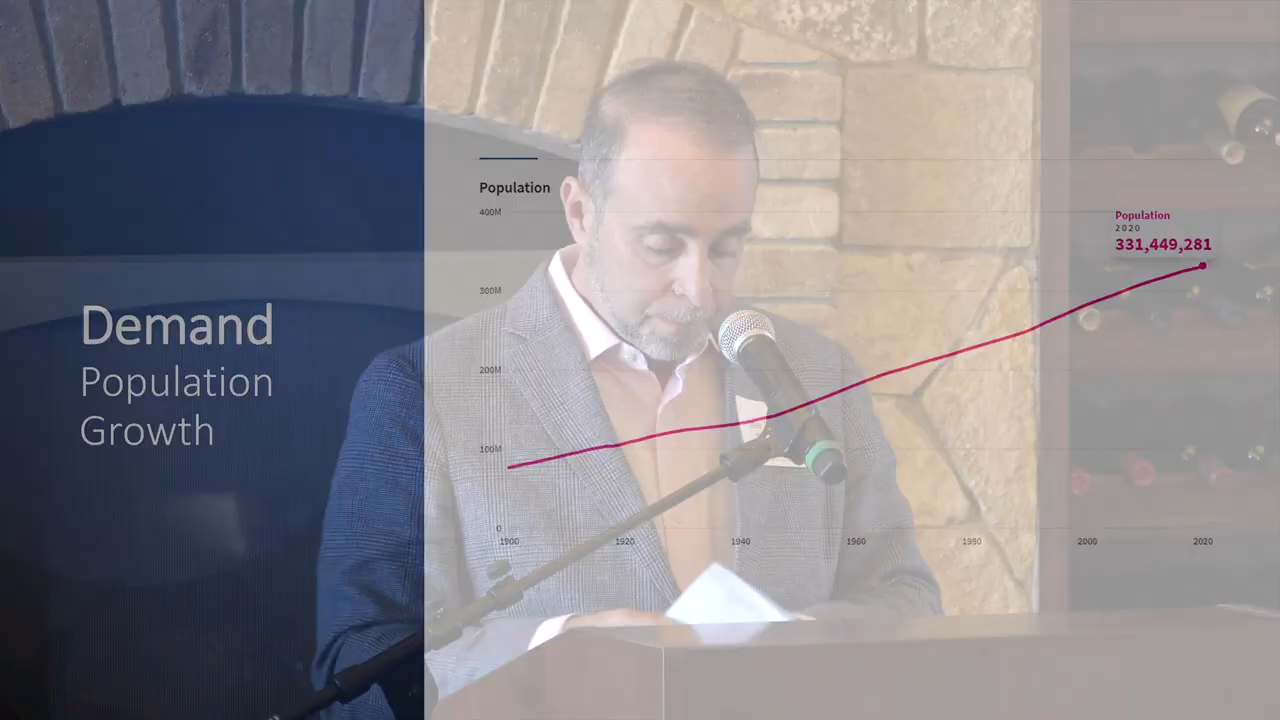 Demand
Population
Growth
Population
400M
300M
200M
100M
0
1900
1920
1940
1960
1980
2000
2020
Population
2020
331,449,281